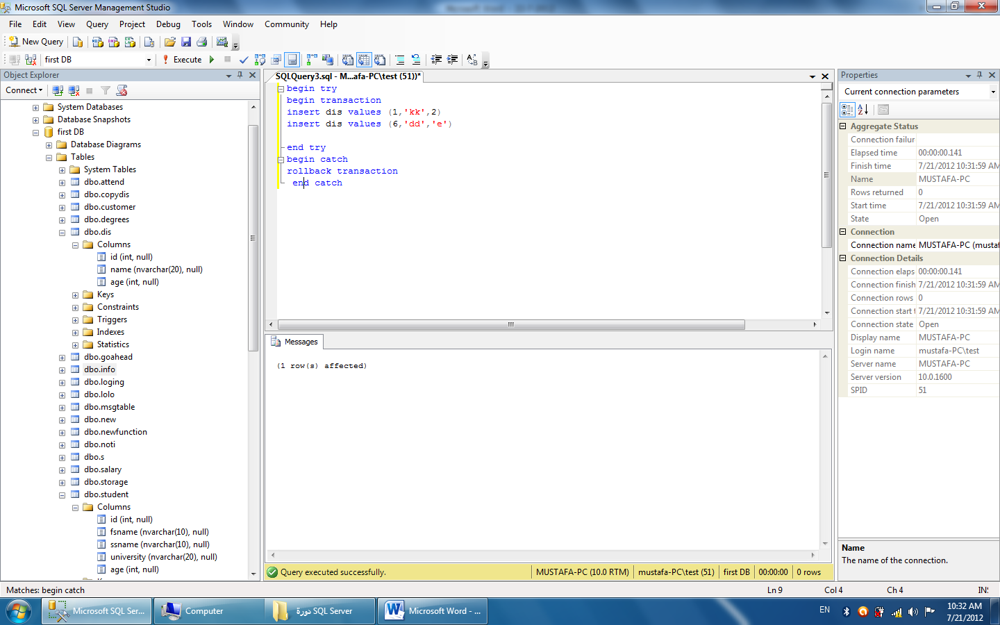 Microsoft SQL Server Management Studio
File Edit View Query Project Debug Tools Window Community Help
New Query
first DB Execute
Object Explorer
Connect
System Databases
Database Snapshots
first DB
Database Diagrams
Tables
System Tables
dbo.attend
dbo.copydis
dbo.customer
dbo.degrees
dbo.dis
Columns
id (int, null)
name (nvarchar(20), null)
age (int, null)
Keys
Constraints
Triggers
Indexes
Statistics
dbo.goahead
dbo.info
dbo.loging
dbo.lolo
dbo.msgtable
dbo.new
dbo.newfunction
dbo.noti
dbo.s
dbo.salary
dbo.storage
dbo.student
Columns
id (int, null)
fsname (nvarchar(10), null)
ssname (nvarchar(10), null)
university (nvarchar(20), null)
age (int, null)
SQLQuery3.sql - M...afa-PC\test (51))*
begin try
begin transaction
insert dis values (1,'kk',2)
insert dis values (6,'dd','e')
end try
begin catch
rollback transaction
end catch
Messages
(1 row(s) affected)
Query executed successfully. MUSTAFA-PC (10.0 RTM) mustafa-PC\test (51) first DB 00:00:00 0 rows
Properties
Current connection parameters
Aggregate Status
Connection failur
Elapsed time 00:00:00.141
Finish time 7/21/2012 10:31:59 AM
Name MUSTAFA-PC
Rows returned 0
Start time 7/21/2012 10:31:59 AM
State Open
Connection
Connection name MUSTAFA-PC (mustaf
Connection Details
Connection elaps 00:00:00.141
Connection finish 7/21/2012 10:31:59 AM
Connection rows 0
Connection start t 7/21/2012 10:31:59 AM
Connection state Open
Display name MUSTAFA-PC
Login name mustafa-PC\test
Server name MUSTAFA-PC
Server version 10.0.1600
SPID 51
Name
The name of the connection.
Matches: begin catch Ln 9 Col 4 Ch 4 INS
Microsoft SQL Ser... Computer دورة SQL Server Microsoft Word - ... EN 10:32 AM
7/21/2012